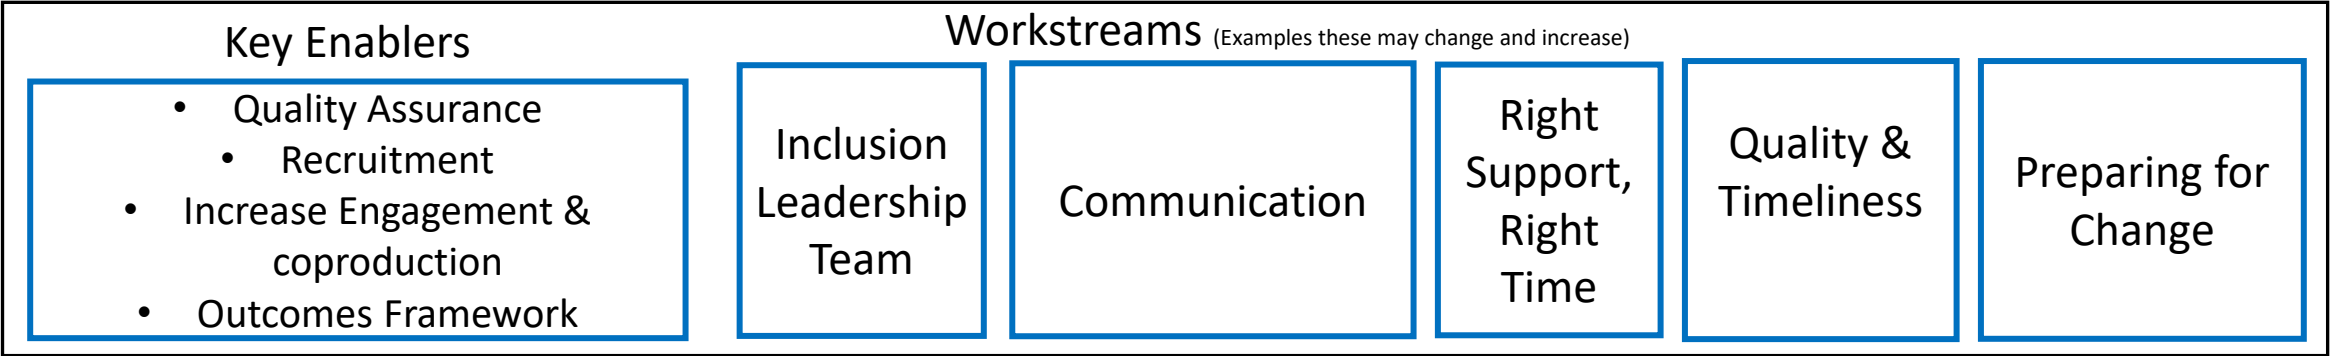 Key Enablers
• Quality Assurance
• Recruitment
• Increase Engagement &
coproduction
• Outcomes Framework
Workstreams (Examples these may change and increase)
Inclusion
Leadership
Team
Communication
Right
Support,
Right
Time
Quality &
Timeliness
Preparing for
Change